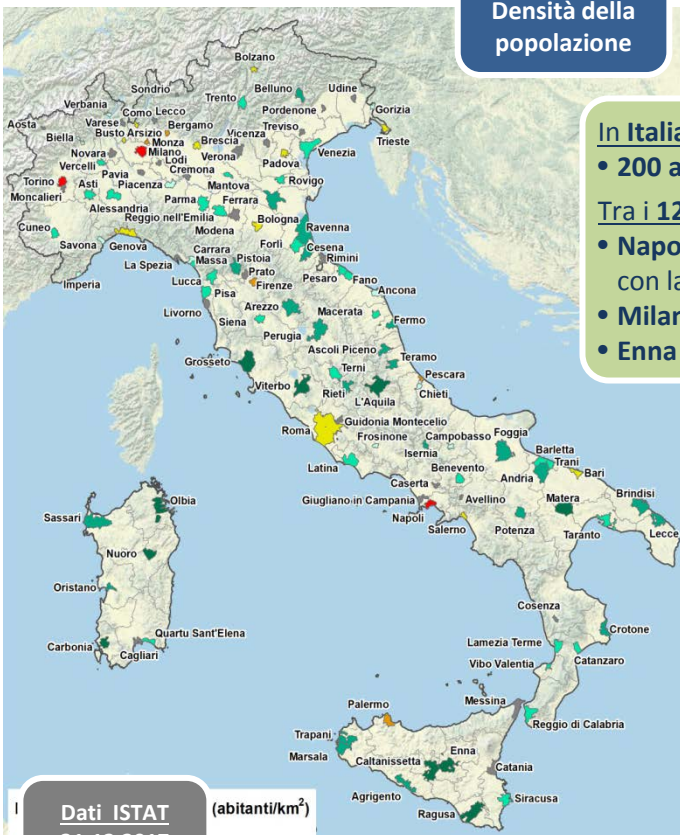 Densità della
popolazione
In Italia
• 200 a
Tra i 12
• Napo
con la
• Milan
• Enna
Bolzano
Sondrio
Belluno
Udine
Verbania
Trento
Como
Lecco
Pordenone
Gorizia
Aosta
Varese
Bergamo
Treviso
Biella
Busto Arsizio
Vicenza
Monza
Brescia
Trieste
Novara
Milano
Verona
Venezia
Vercelli
Lodi
Padova
Torino
Pavia
Cremona
Rovigo
Moncalieri
Asti
Piacenza
Mantova
Alessandria
Parma
Ferrara
Cuneo
Reggio nell'Emilia
Bologna
Ravenna
Savona
Genova
Modena
Forlì
Cesena
Imperia
La Spezia
Carrara
Massa
Pistoia
Rimini
Prato
Pesaro
Fano
Lucca
Firenze
Pisa
Ancona
Livorno
Arezzo
Macerata
Siena
Fermo
Perugia
Ascoli Piceno
Grosseto
Teramo
Terni
Pescara
Viterbo
Rieti
Chieti
L'Aquila
Roma
Guidonia Montecelio
Frosinone
Campobasso
Foggia
Latina
Isernia
Barletta
Benevento
Trani
Caserta
Andria
Bari
Giugliano in Campania
Avellino
Matera
Brindisi
Napoli
Salerno
Potenza
Taranto
Lecce
Olbia
Sassari
Nuoro
Oristano
Carbonia
Quartu Sant'Elena
Cagliari
Cosenza
Crotone
Lamezia Terme
Vibo Valentia
Catanzaro
Palermo
Messina
Reggio di Calabria
Trapani
Enna
Marsala
Caltanissetta
Catania
Agrigento
Siracusa
Ragusa
Dati ISTAT
(abitanti/km²)